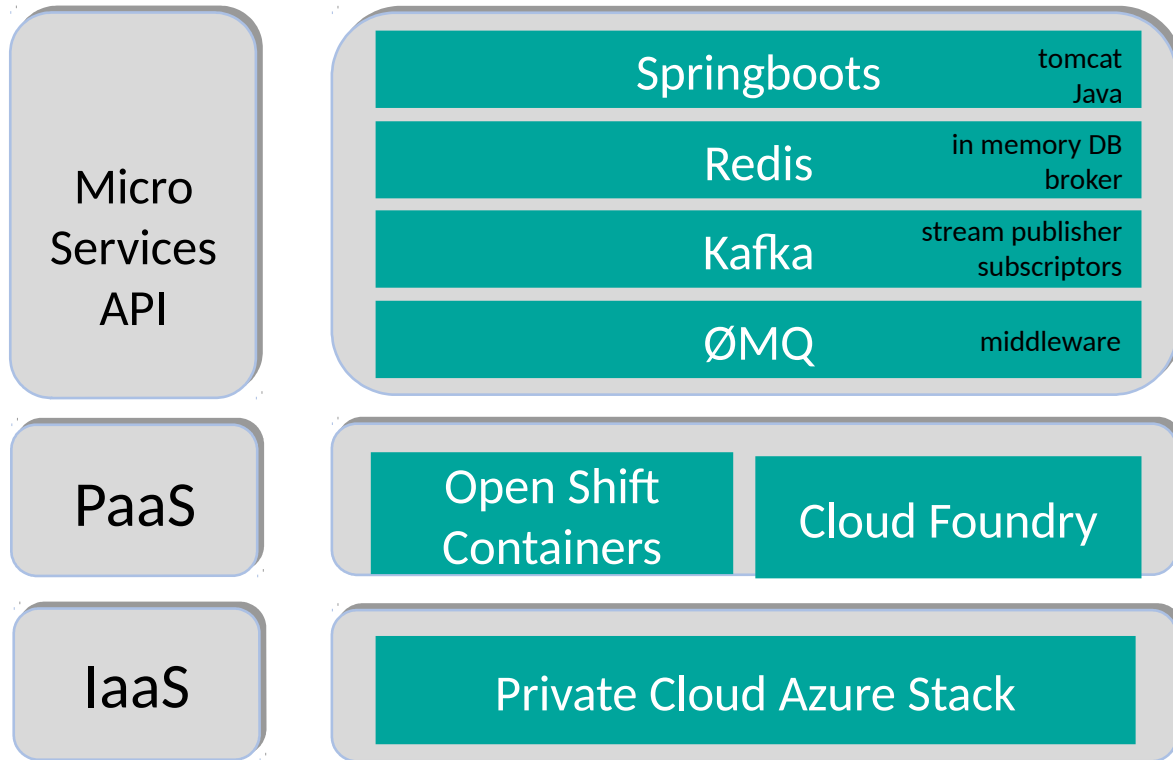 Micro
Services
API
Springboots
tomcat
Java
Redis
in memory DB
broker
Kafka
stream publisher
subscriptors
ØMQ
middleware
PaaS
Open Shift
Containers
Cloud Foundry
IaaS
Private Cloud Azure Stack